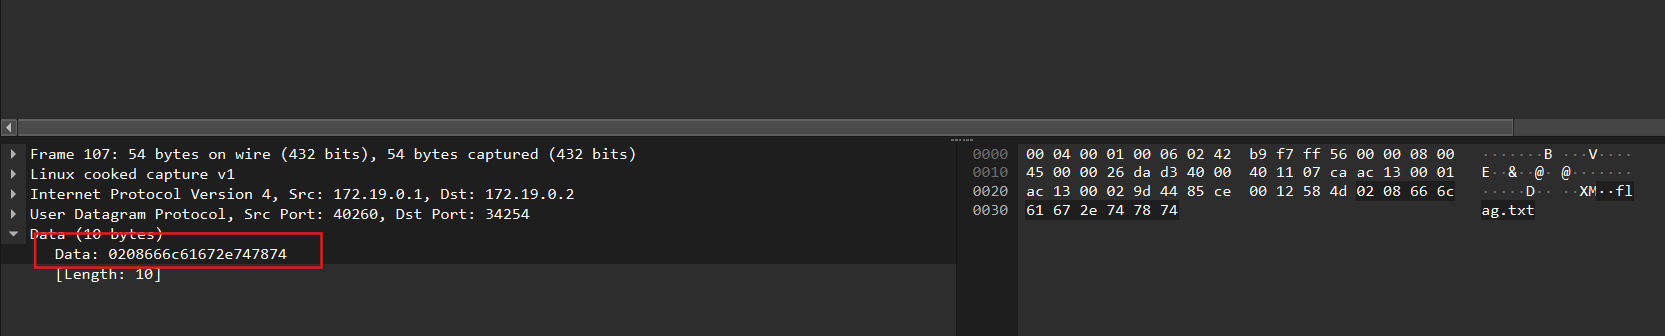 Frame 107: 54 bytes on wire (432 bits), 54 bytes captured (432 bits)
Linux cooked capture v1
Internet Protocol Version 4, Src: 172.19.0.1, Dst: 172.19.0.2
User Datagram Protocol, Src Port: 40260, Dst Port: 34254
Data (10 bytes)
Data: 0208666c61672e747874
[Length: 10]
0000 00 04 00 01 00 06 02 42 b9 f7 ff 56 00 00 08 00 ·······B ···V····
0010 45 00 00 26 da d3 40 00 40 11 07 ca ac 13 00 01 E··&··@· @·······
0020 ac 13 00 02 9d 44 85 ce 00 12 58 4d 02 08 66 6c ·····D·· ··XM··fl
0030 61 67 2e 74 78 74 ag.txt